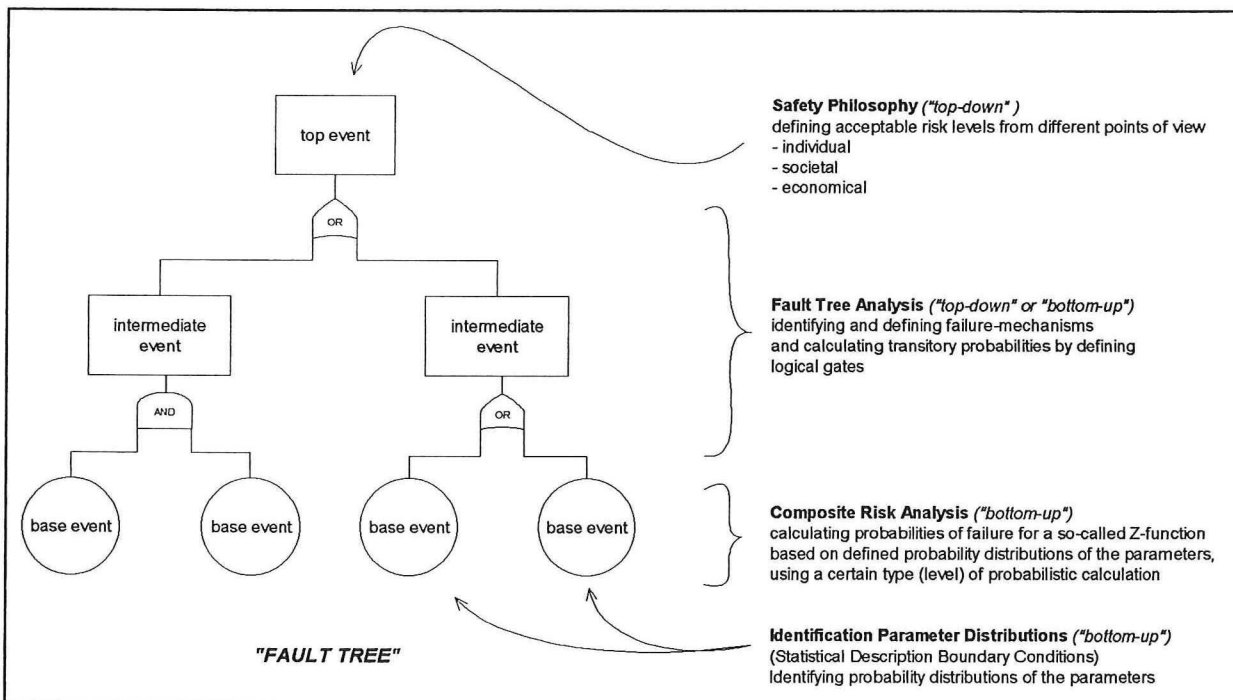 top event
OR
intermediate
event
AND
intermediate
event
OR
base event
base event
base event
base event
"FAULT TREE"
Safety Philosophy ("top-down" )
defining acceptable risk levels from different points of view
- individual
- societal
- economical
Fault Tree Analysis ("top-down" or "bottom-up")
identifying and defining failure-mechanisms
and calculating transitory probabilities by defining
logical gates
Composite Risk Analysis ("bottom-up")
calculating probabilities of failure for a so-called Z-function
based on defined probability distributions of the parameters,
using a certain type (level) of probabilistic calculation
Identification Parameter Distributions ("bottom-up")
(Statistical Description Boundary Conditions)
Identifying probability distributions of the parameters